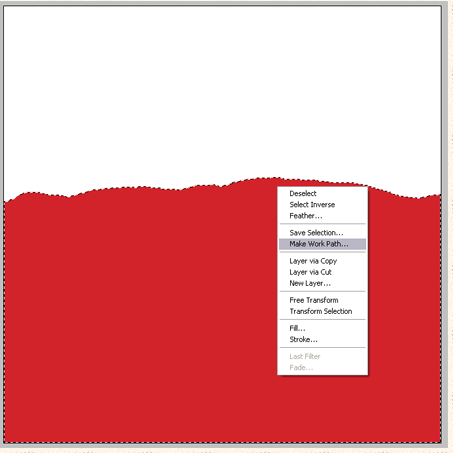 Deselect
Select Inverse
Feather...
Save Selection...
Make Work Path...
Layer via Copy
Layer via Cut
New Layer...
Free Transform
Transform Selection
Fill...
Stroke...
Last Filter
Fade...